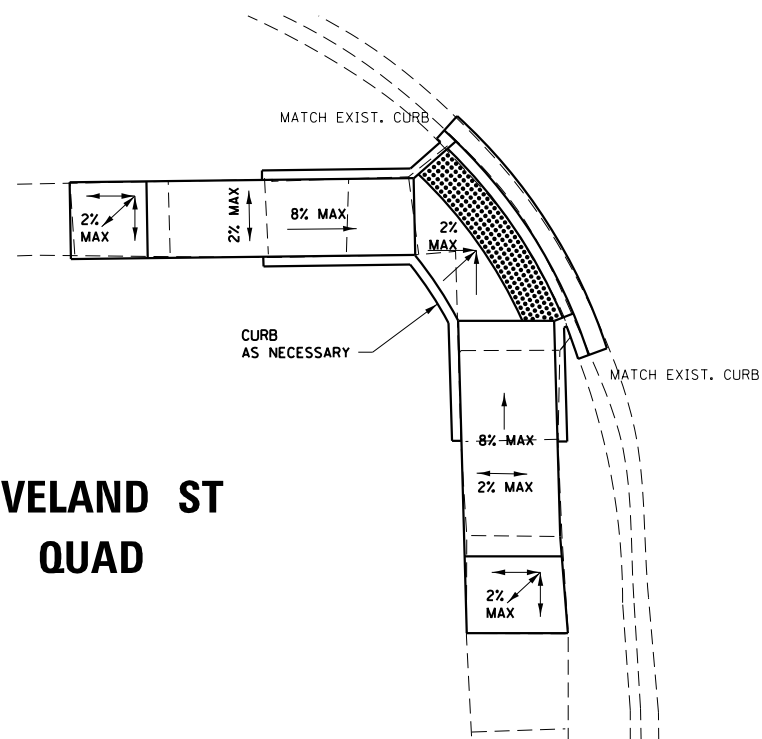 MATCH EXIST. CURB
2%
MAX
2% MAX
8% MAX
2%
MAX
CURB
AS NECESSARY
MATCH EXIST. CURB
8% MAX
2% MAX
VELAND ST
QUAD
2%
MAX